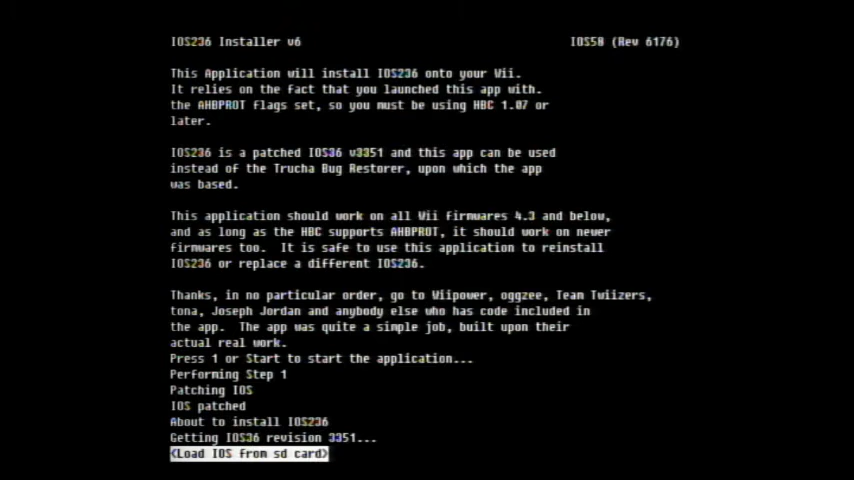 IOS236 Installer v6
IOS58 (Rev 6176)
This Application will install IOS236 onto your Wii.
It relies on the fact that you launched this app with.
the AHBPROT flags set, so you must be using HBC 1.07 or
later.
IOS236 is a patched IOS36 v3351 and this app can be used
instead of the Trucha Bug Restorer, upon which the app
was based.
This application should work on all Wii firmwares 4.3 and below,
and as long as the HBC supports AHBPROT, it should work on newer
firmwares too.  It is safe to use this application to reinstall
IOS236 or replace a different IOS236.
Thanks, in no particular order, go to Wiipower, oggzee, Team Twiizers,
tona, Joseph Jordan and anybody else who has code included in
the app.  The app was quite a simple job, built upon their
actual real work.
Press 1 or Start to start the application...
Performing Step 1
Patching IOS
IOS patched
About to install IOS236
Getting IOS36 revision 3351...
<Load IOS from sd card>